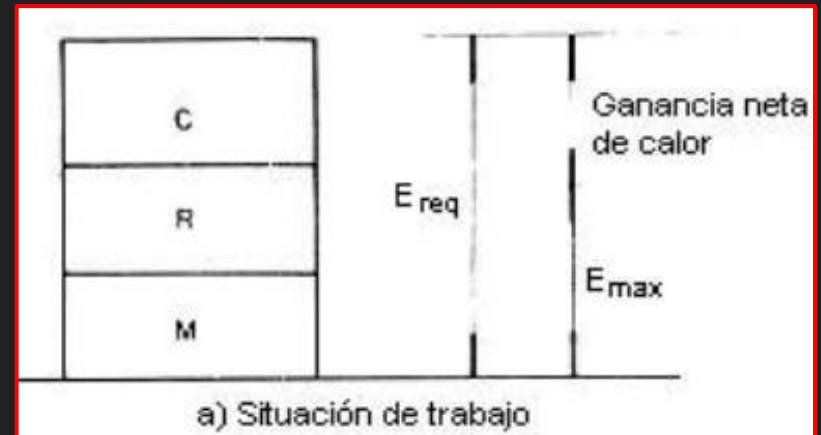 C
Ganancia neta
de calor
E req
R
E max
M
a) Situación de trabajo